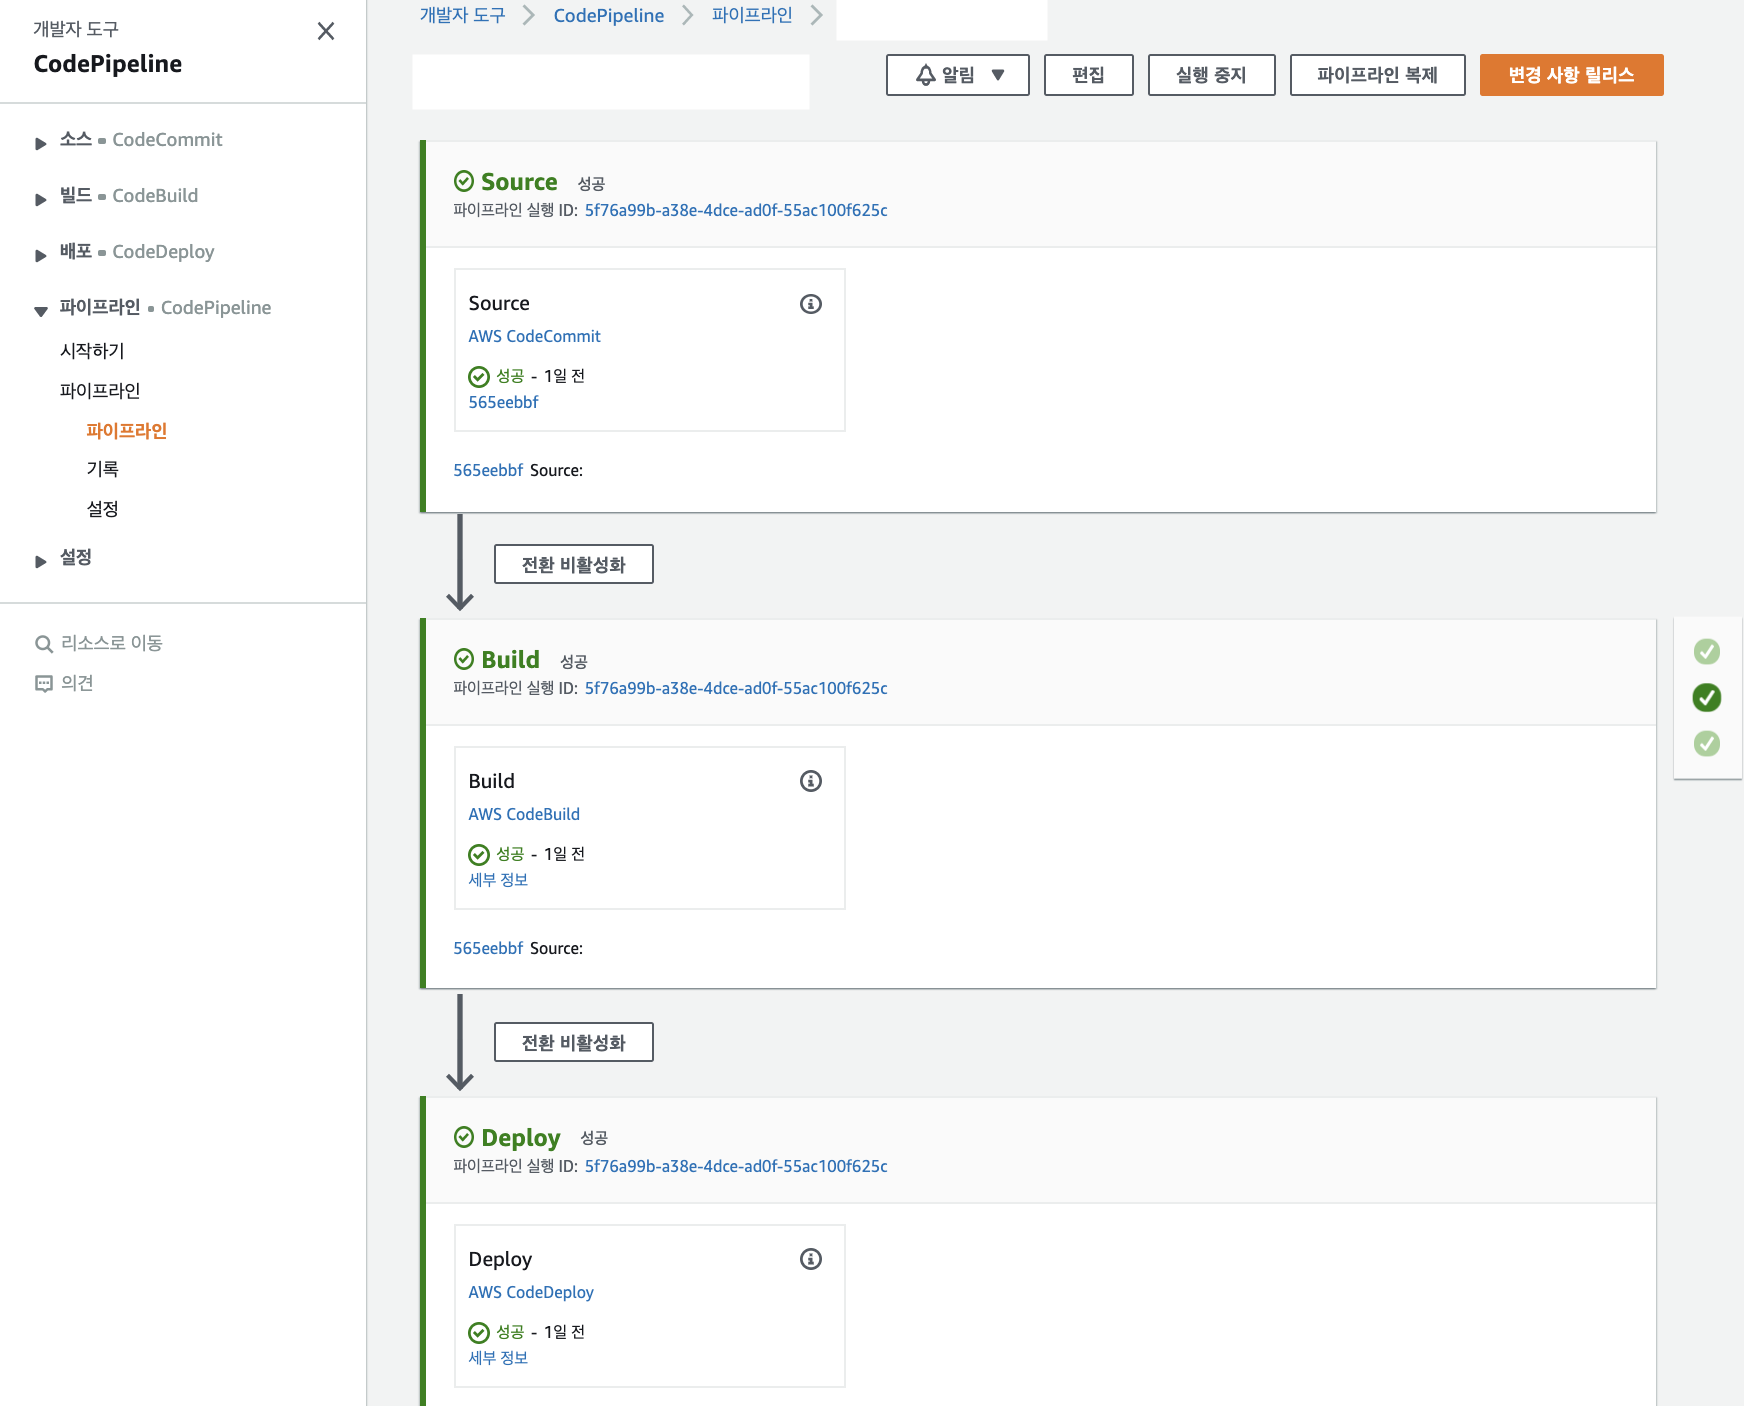 개발자 도구
CodePipeline
소스 ▪ CodeCommit
빌드 ▪ CodeBuild
배포 ▪ CodeDeploy
파이프라인 ▪ CodePipeline
시작하기
파이프라인
파이프라인
기록
설정
설정
리소스로 이동
의견
개발자 도구 > CodePipeline > 파이프라인 >
알림 ▼ 편집 실행 중지 파이프라인 복제 변경 사항 릴리스
Source 성공
파이프라인 실행 ID: 5f76a99b-a38e-4dce-ad0f-55ac100f625c
Source
AWS CodeCommit
성공 - 1일 전
565eebbf
565eebbf Source:
전환 비활성화
Build 성공
파이프라인 실행 ID: 5f76a99b-a38e-4dce-ad0f-55ac100f625c
Build
AWS CodeBuild
성공 - 1일 전
세부 정보
565eebbf Source:
전환 비활성화
Deploy 성공
파이프라인 실행 ID: 5f76a99b-a38e-4dce-ad0f-55ac100f625c
Deploy
AWS CodeDeploy
성공 - 1일 전
세부 정보